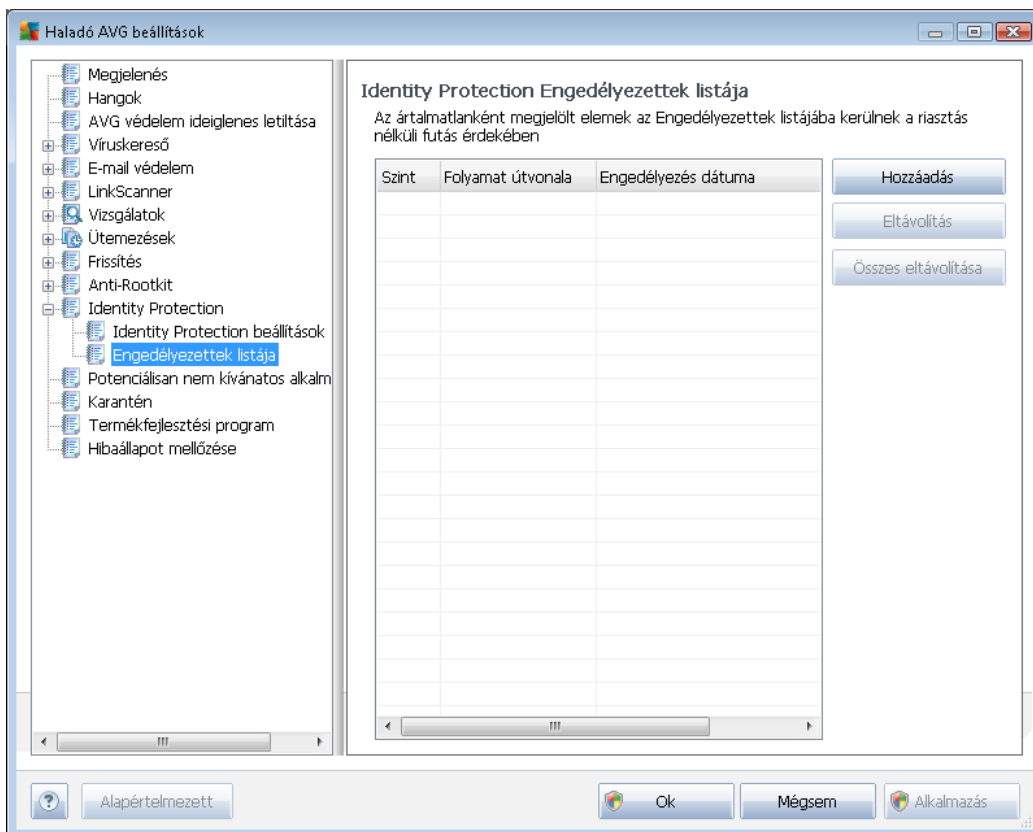 Haladó AVG beállítások
Megjelenés
Hangok
AVG védelem ideiglenes letiltása
Víruskereső
E-mail védelem
LinkScanner
Vizsgálatok
Ütemezések
Frissítés
Anti-Rootkit
Identity Protection
Identity Protection beállítások
Engedélyezettek listája
Potenciálisan nem kívánatos alkalm
Karantén
Termékfejlesztési program
Hibaállapot mellőzése
Identity Protection Engedélyezettek listája
Az ártalmatlanként megjelölt elemek az Engedélyezettek listájába kerülnek a riasztás
nélküli futás érdekében
Szint Folyamat útvonala Engedélyezés dátuma
Hozzáadás
Eltávolítás
Összes eltávolítása
? Alapértelmezett Ok Mégsem Alkalmazás